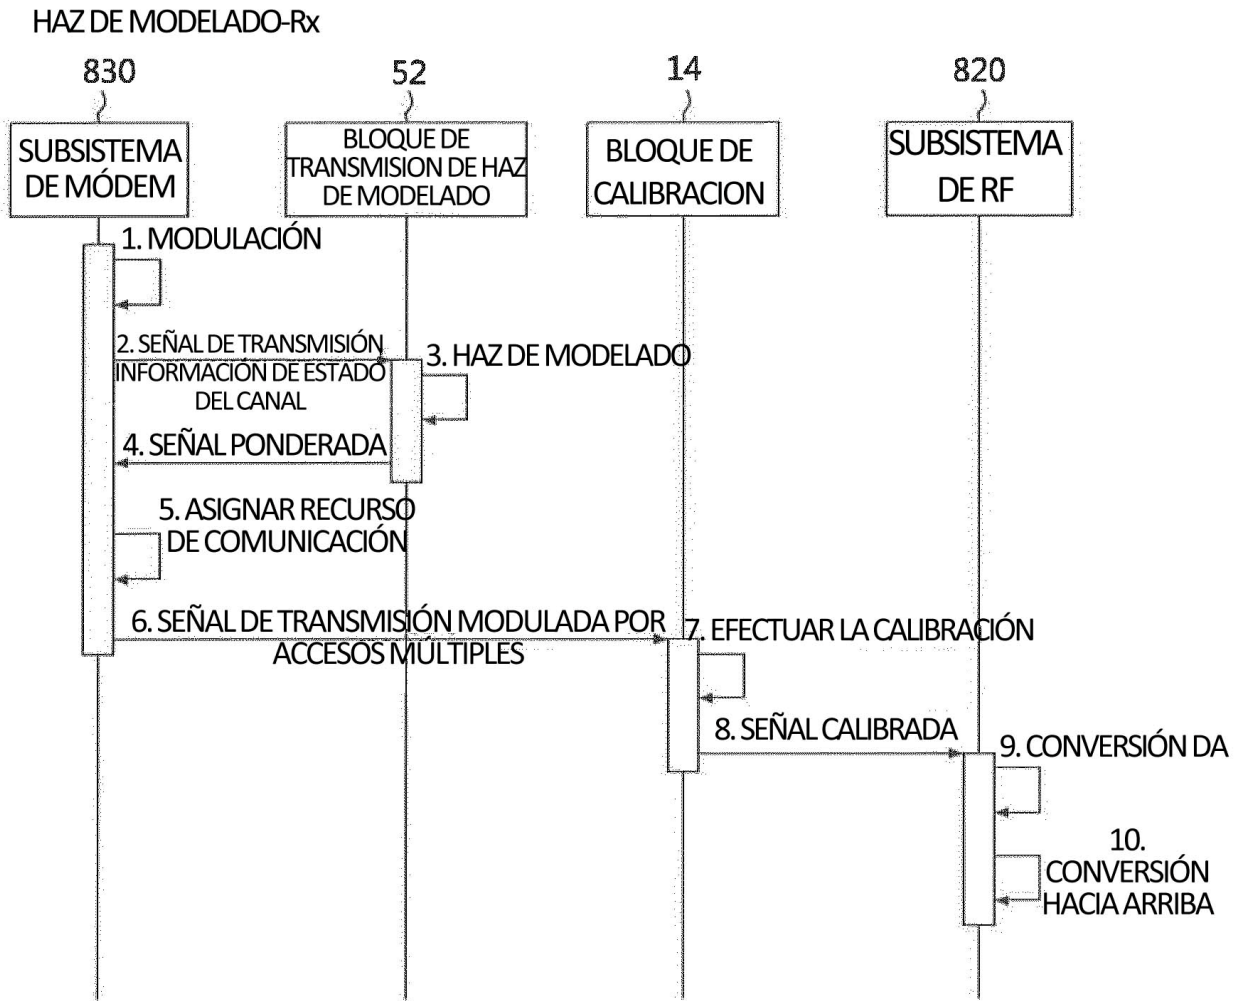 HAZ DE MODELADO-Rx
830
52
14
820
SUBSISTEMA
DE MÓDEM
BLOQUE DE
TRANSMISION DE HAZ
DE MODELADO
BLOQUE DE
CALIBRACION
SUBSISTEMA
DE RF
1. MODULACIÓN
2. SEÑAL DE TRANSMISIÓN
INFORMACIÓN DE ESTADO
DEL CANAL
3. HAZ DE MODELADO
4. SEÑAL PONDERADA
5. ASIGNAR RECURSO
DE COMUNICACIÓN
6. SEÑAL DE TRANSMISIÓN MODULADA POR
ACCESOS MÚLTIPLES
7. EFECTUAR LA CALIBRACIÓN
8. SEÑAL CALIBRADA
9. CONVERSIÓN DA
10.
CONVERSIÓN
HACIA ARRIBA